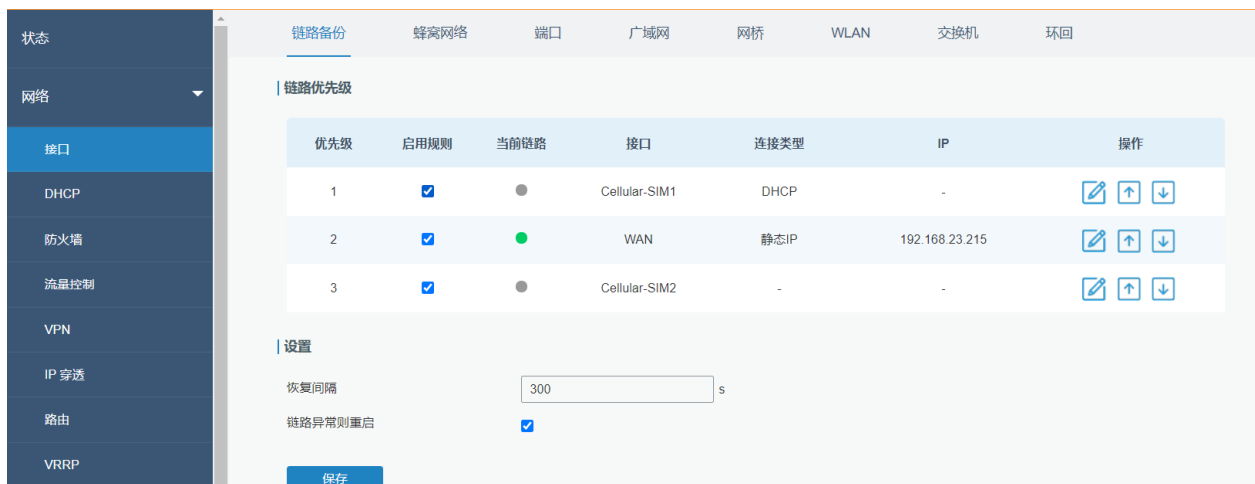 状态
网络
接口
DHCP
防火墙
流量控制
VPN
IP 穿透
路由
VRRP
链路备份 蜂窝网络 端口 广域网 网桥 WLAN 交换机 环回
链路优先级
优先级 启用规则 当前链路 接口 连接类型 IP 操作
1 Cellular-SIM1 DHCP -
2 WAN 静态IP 192.168.23.215
3 Cellular-SIM2 - -
设置
恢复间隔 300 s
链路异常则重启
保存